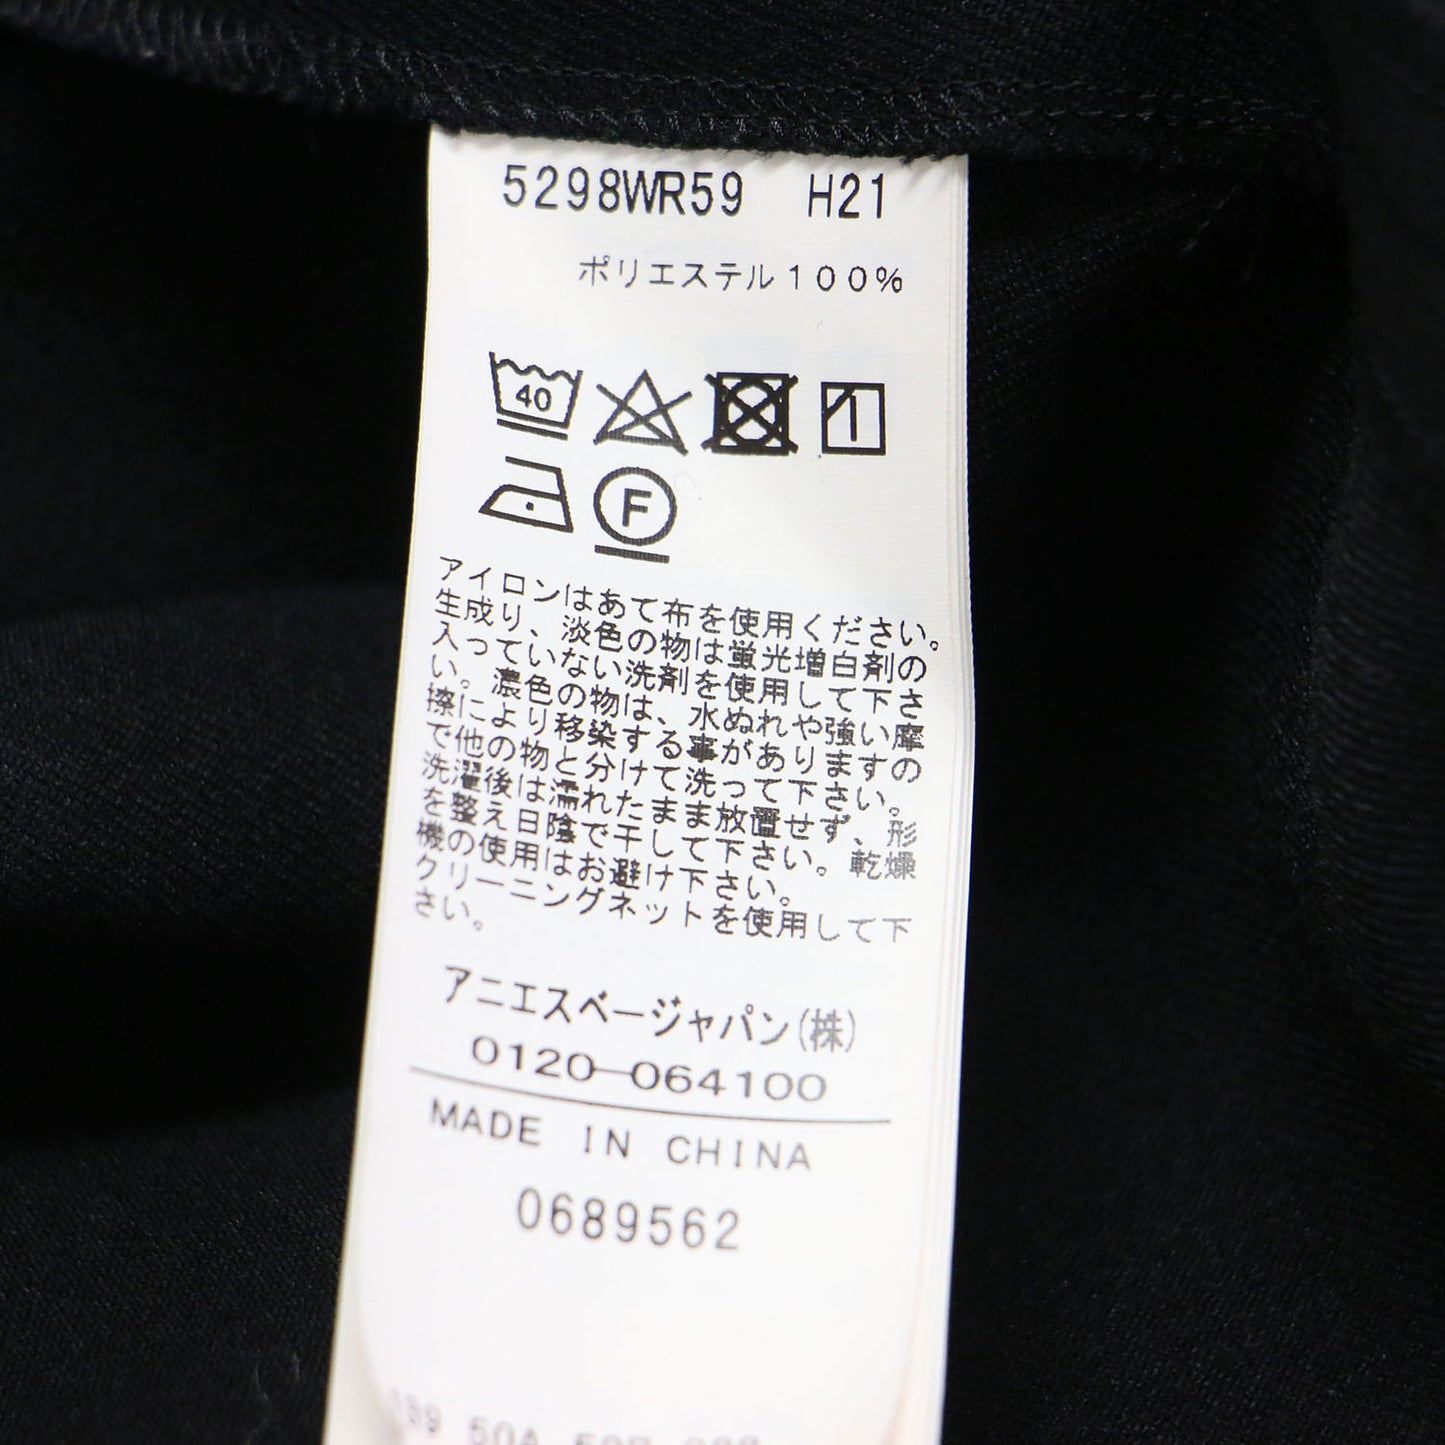 5298WR59 H21
ポリエステル100%
40
F
アイロンはあて布を使用ください。
生成り、淡色の物は蛍光増白剤の
入っていない洗剤を使用して下さ
い。濃色の物は、水ぬれや強い摩
擦により移染する事がありますの
で他の物と分けて洗って下さい。
洗濯後は濡れたまま放置せず、形
を整え日陰で干して下さい。乾燥
機の使用はお避け下さい。
クリーニングネットを使用して下
さい。
アニエスベージャパン(株)
0120-064100
MADE IN CHINA
0689562
50A